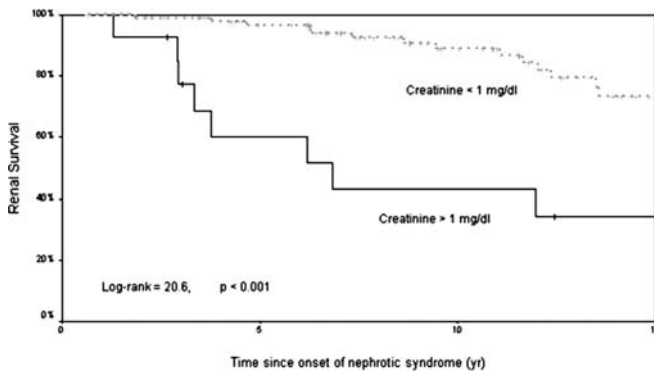 100%
80%
60%
40%
20%
0%
Renal Survival
Creatinine < 1 mg/dl
Creatinine > 1 mg/dl
Log-rank = 20.6, p < 0.001
0 5 10 1
Time since onset of nephrotic syndrome (yr)